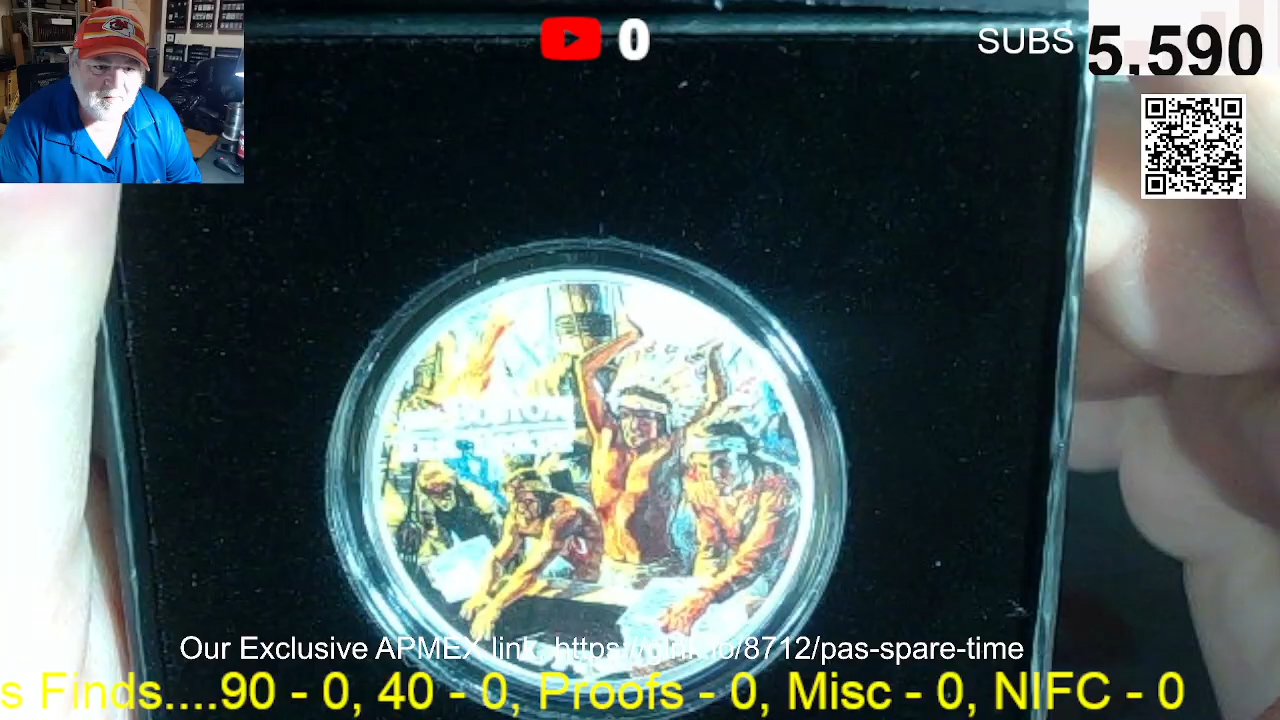 0
SUBS 5,590
BOSTON
Our Exclusive APMEX link, /8712/pas-spare-time
s Finds....90 - 0, 40 - 0, Proofs - 0, Misc - 0, NIFC - 0